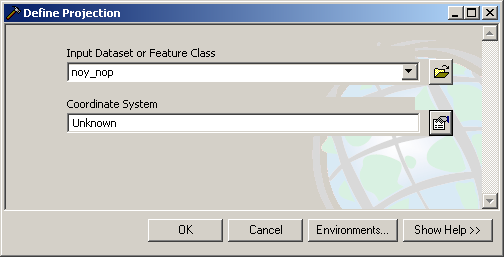 Define Projection
Input Dataset or Feature Class
noy_nop
Coordinate System
Unknown
OK Cancel Environments... Show Help >>